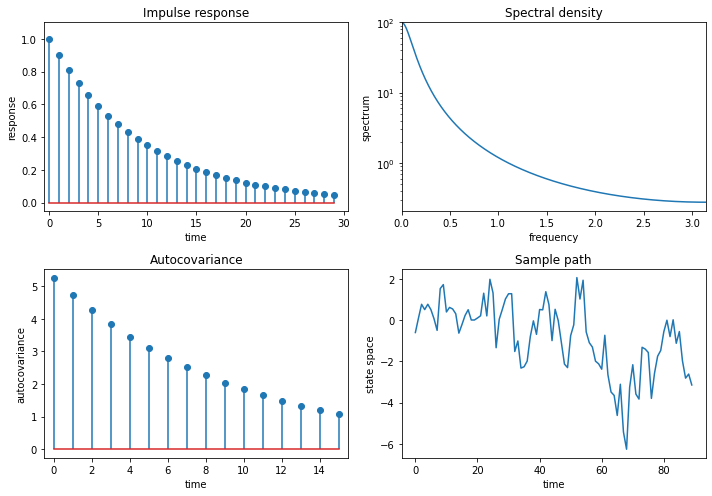 Impulse response
1.0
0.8
0.6
0.4
0.2
0.0
response
0 5 10 15 20 25 30
time
Spectral density
10²
10¹
10⁰
spectrum
0.0 0.5 1.0 1.5 2.0 2.5 3.0
frequency
Autocovariance
5
4
3
2
1
0
autocovariance
0 2 4 6 8 10 12 14
time
Sample path
2
0
−2
−4
−6
state space
0 20 40 60 80
time